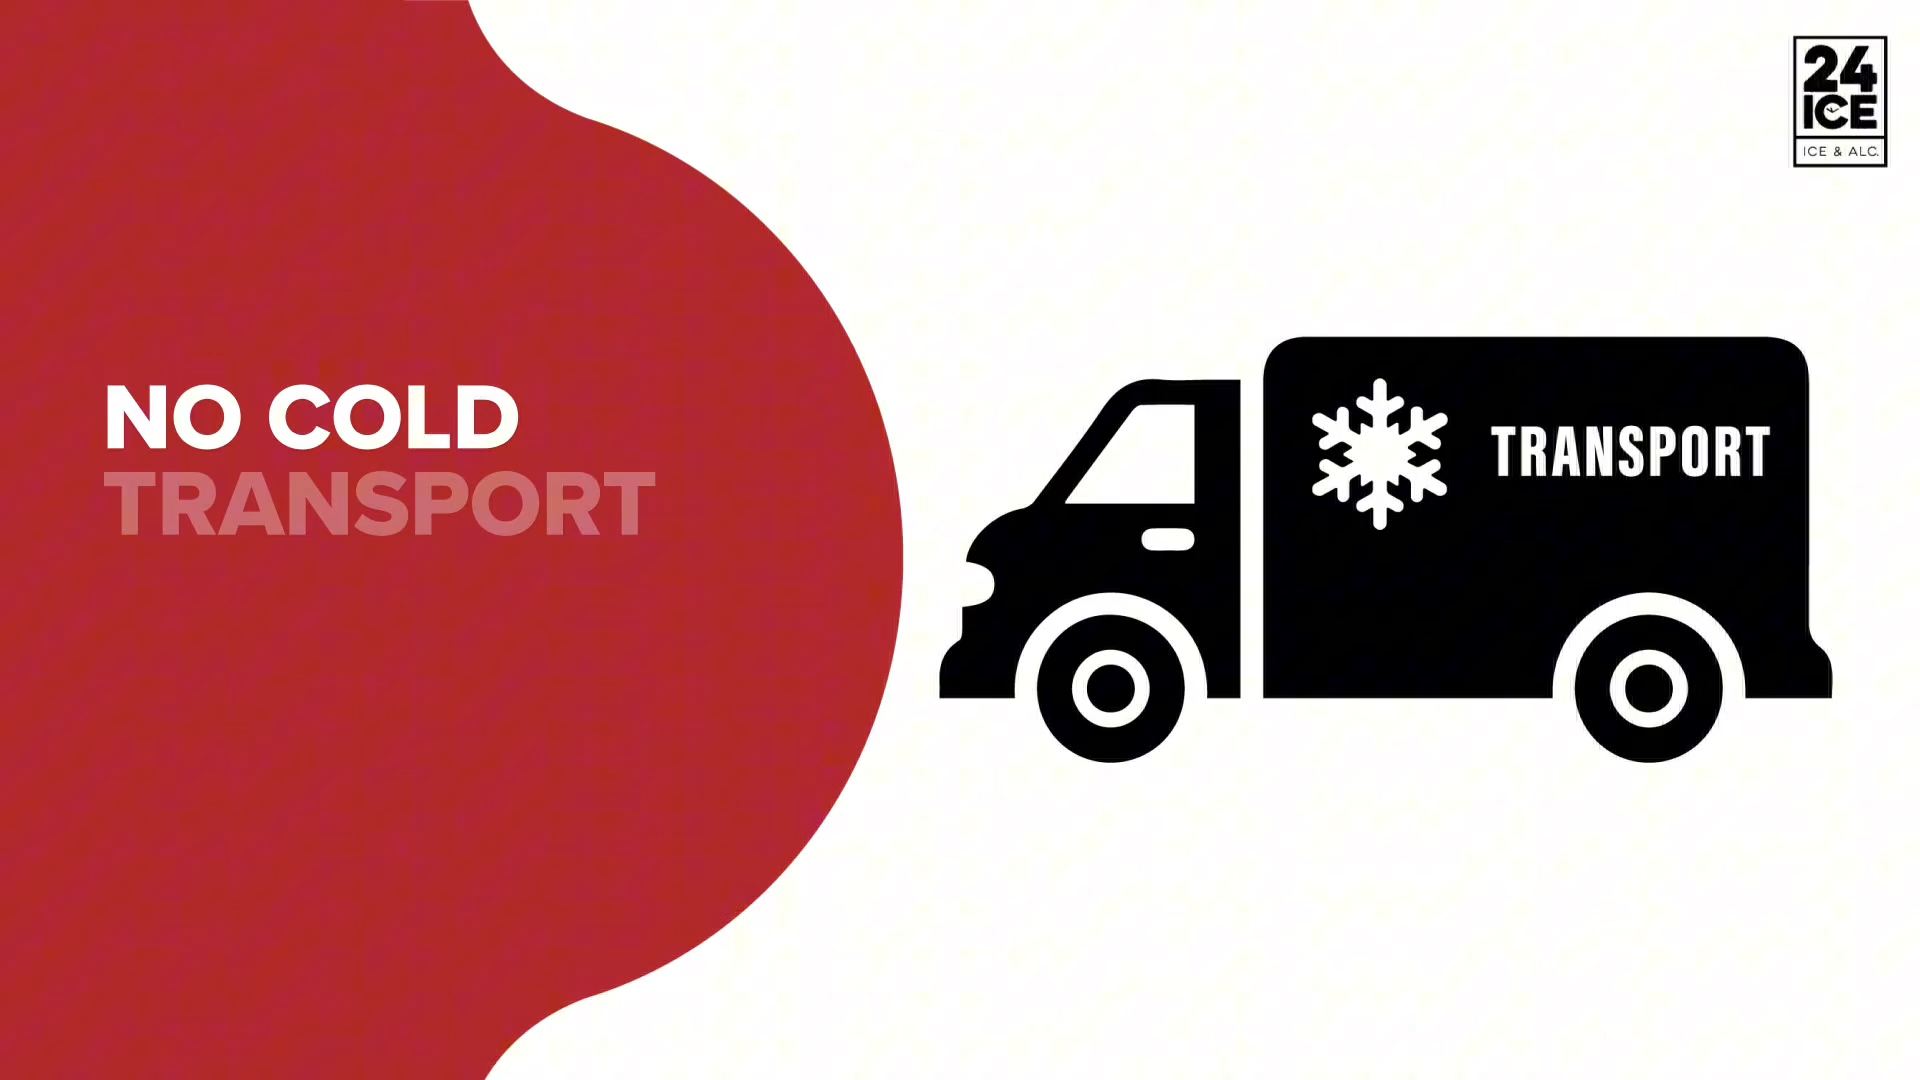 NO COLD
TRANSPORT
TRANSPORT
24
ICE
ICE & ALC.